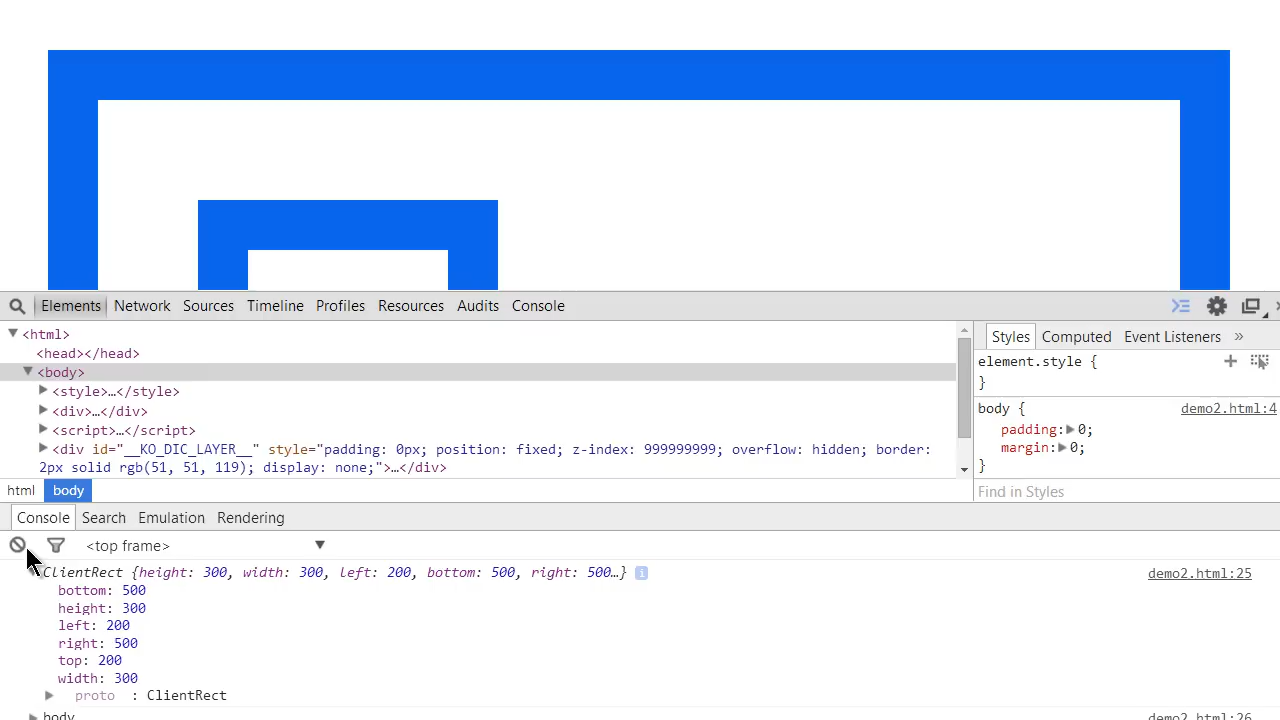 Elements Network Sources Timeline Profiles Resources Audits Console
<html>
<head></head>
<body>
<style>…</style>
<div>…</div>
<script>…</script>
<div id="__KO_DIC_LAYER__" style="padding: 0px; position: fixed; z-index: 999999999; overflow: hidden; border:
2px solid rgb(51, 51, 119); display: none;">…</div>
html body
Styles Computed Event Listeners »
element.style {
}
body { demo2.html:4
padding: 0;
margin: 0;
}
Find in Styles
Console Search Emulation Rendering
<top frame>
ClientRect {height: 300, width: 300, left: 200, bottom: 500, right: 500…} i demo2.html:25
bottom: 500
height: 300
left: 200
right: 500
top: 200
width: 300
proto : ClientRect
body demo2.html:26